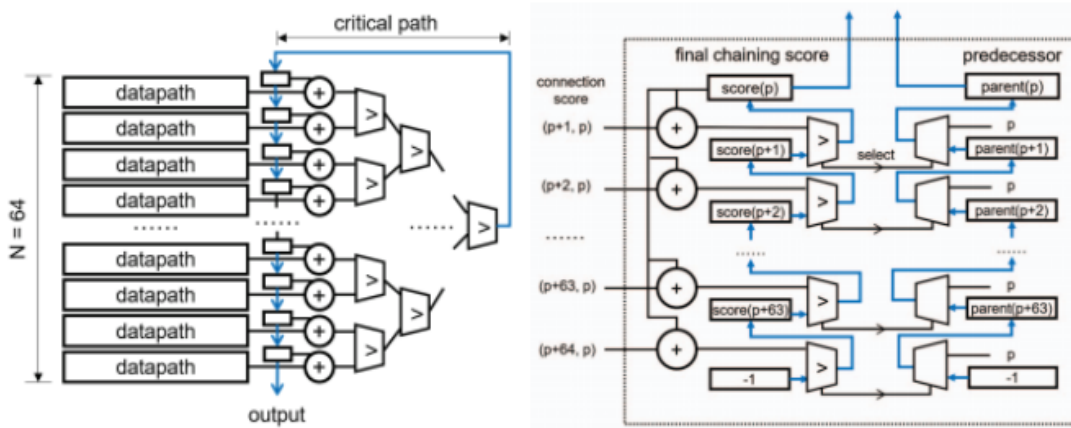 critical path
datapath
>
datapath
>
datapath
>
datapath
N = 64
......
......
......
>
datapath
datapath
>
>
datapath
>
datapath
output
final chaining score
predecessor
connection
score
score(p)
parent(p)
(p+1, p)
+
>
p
score(p+1)
select
parent(p+1)
(p+2, p)
+
>
p
score(p+2)
parent(p+2)
......
......
......
(p+63, p)
+
>
p
score(p+63)
parent(p+63)
(p+64, p)
+
>
p
-1
-1